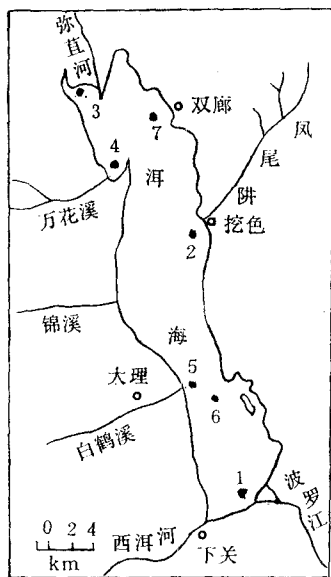 弥直河
3
7
双廊
4
洱
凤尾阱
万花溪
挖色
2
锦溪
海
大理
5
6
白鹤溪
1
波罗江
0 2 4
km
西洱河
下关